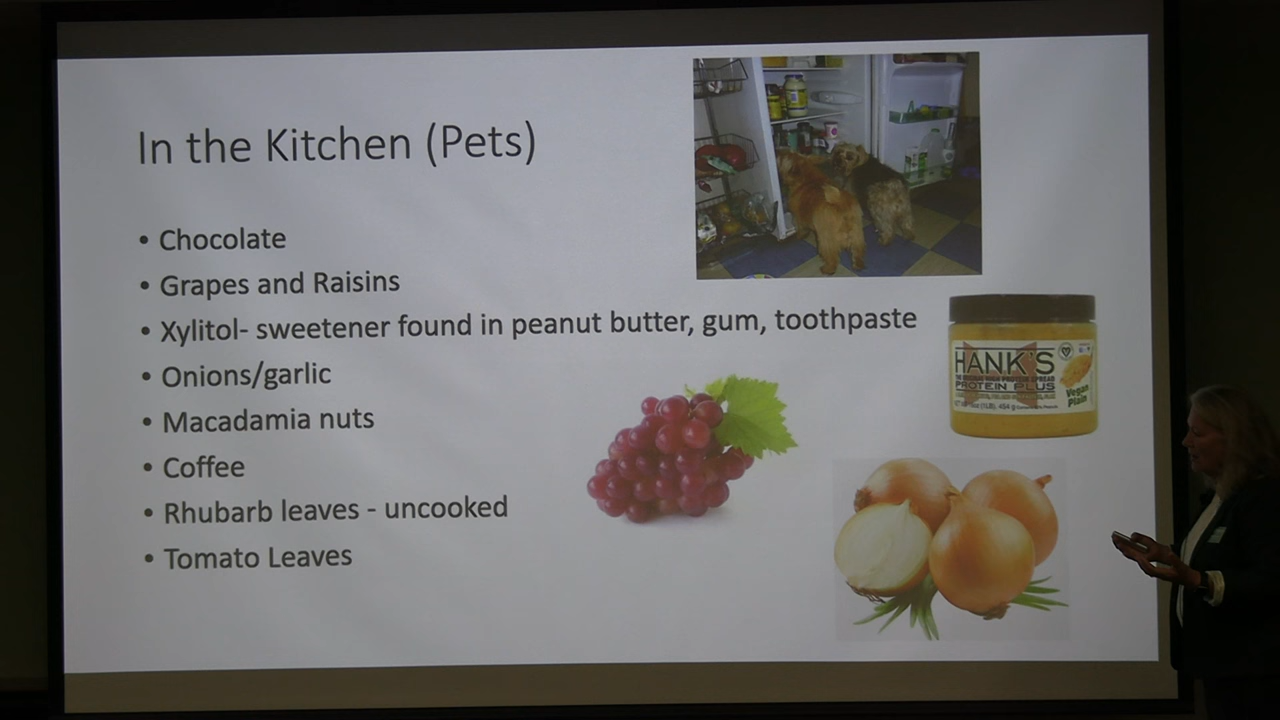 In the Kitchen (Pets)
• Chocolate
• Grapes and Raisins
• Xylitol- sweetener found in peanut butter, gum, toothpaste
• Onions/garlic
• Macadamia nuts
• Coffee
• Rhubarb leaves - uncooked
• Tomato Leaves
HANK'S
PROTEIN PLUS
Vegan
Plain